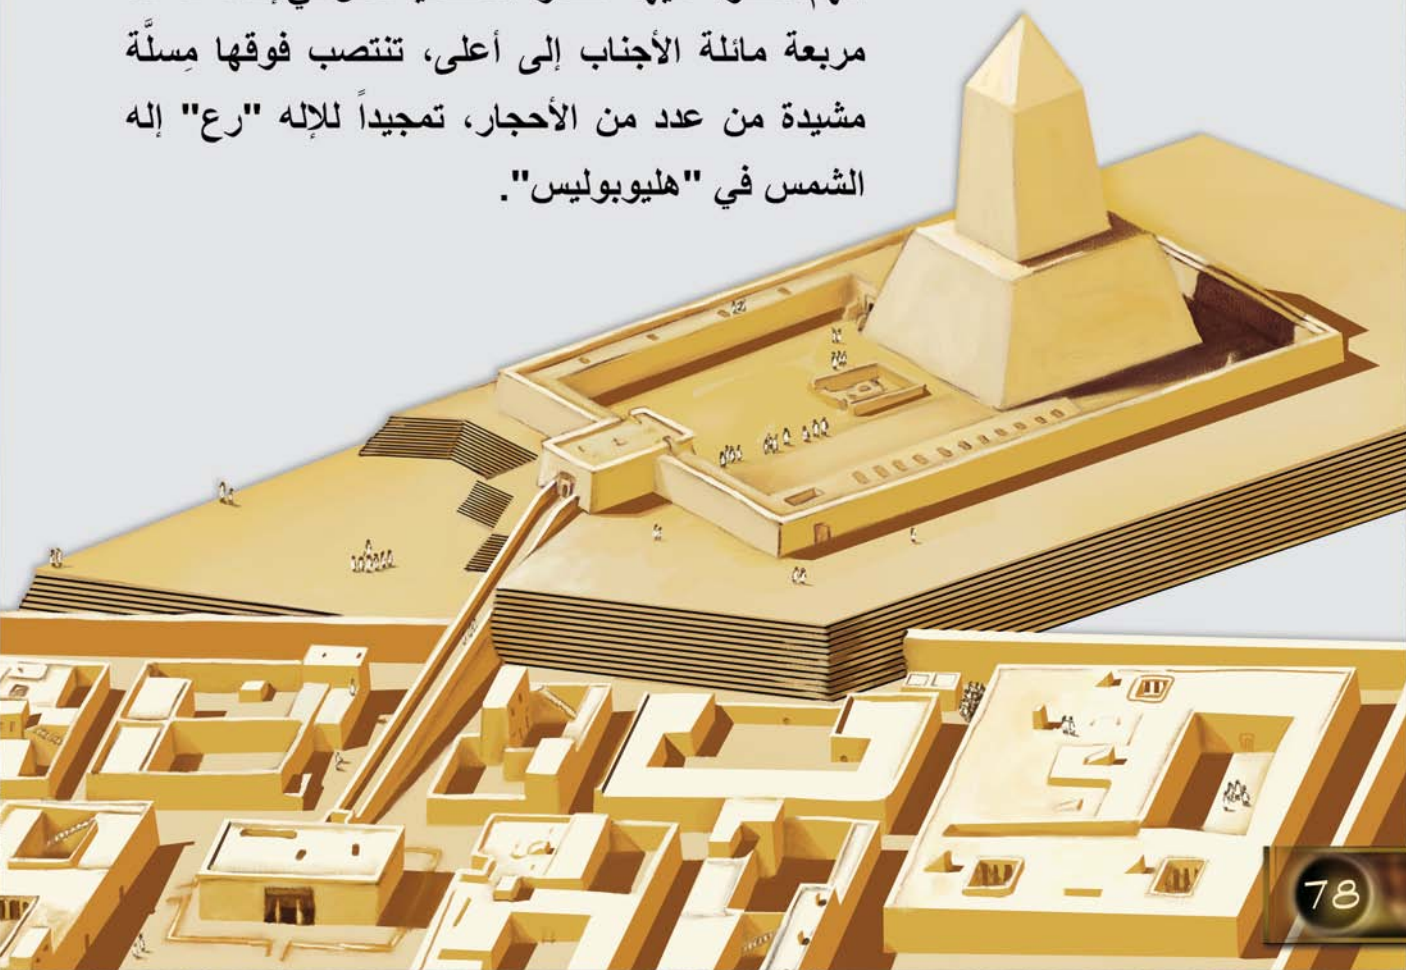 مربعة مائلة الأجناب إلى أعلى، تنتصب فوقها مِسلَّة
مشيدة من عدد من الأحجار، تمجيداً للإله "رع" إله
الشمس في "هليوبوليس".
78